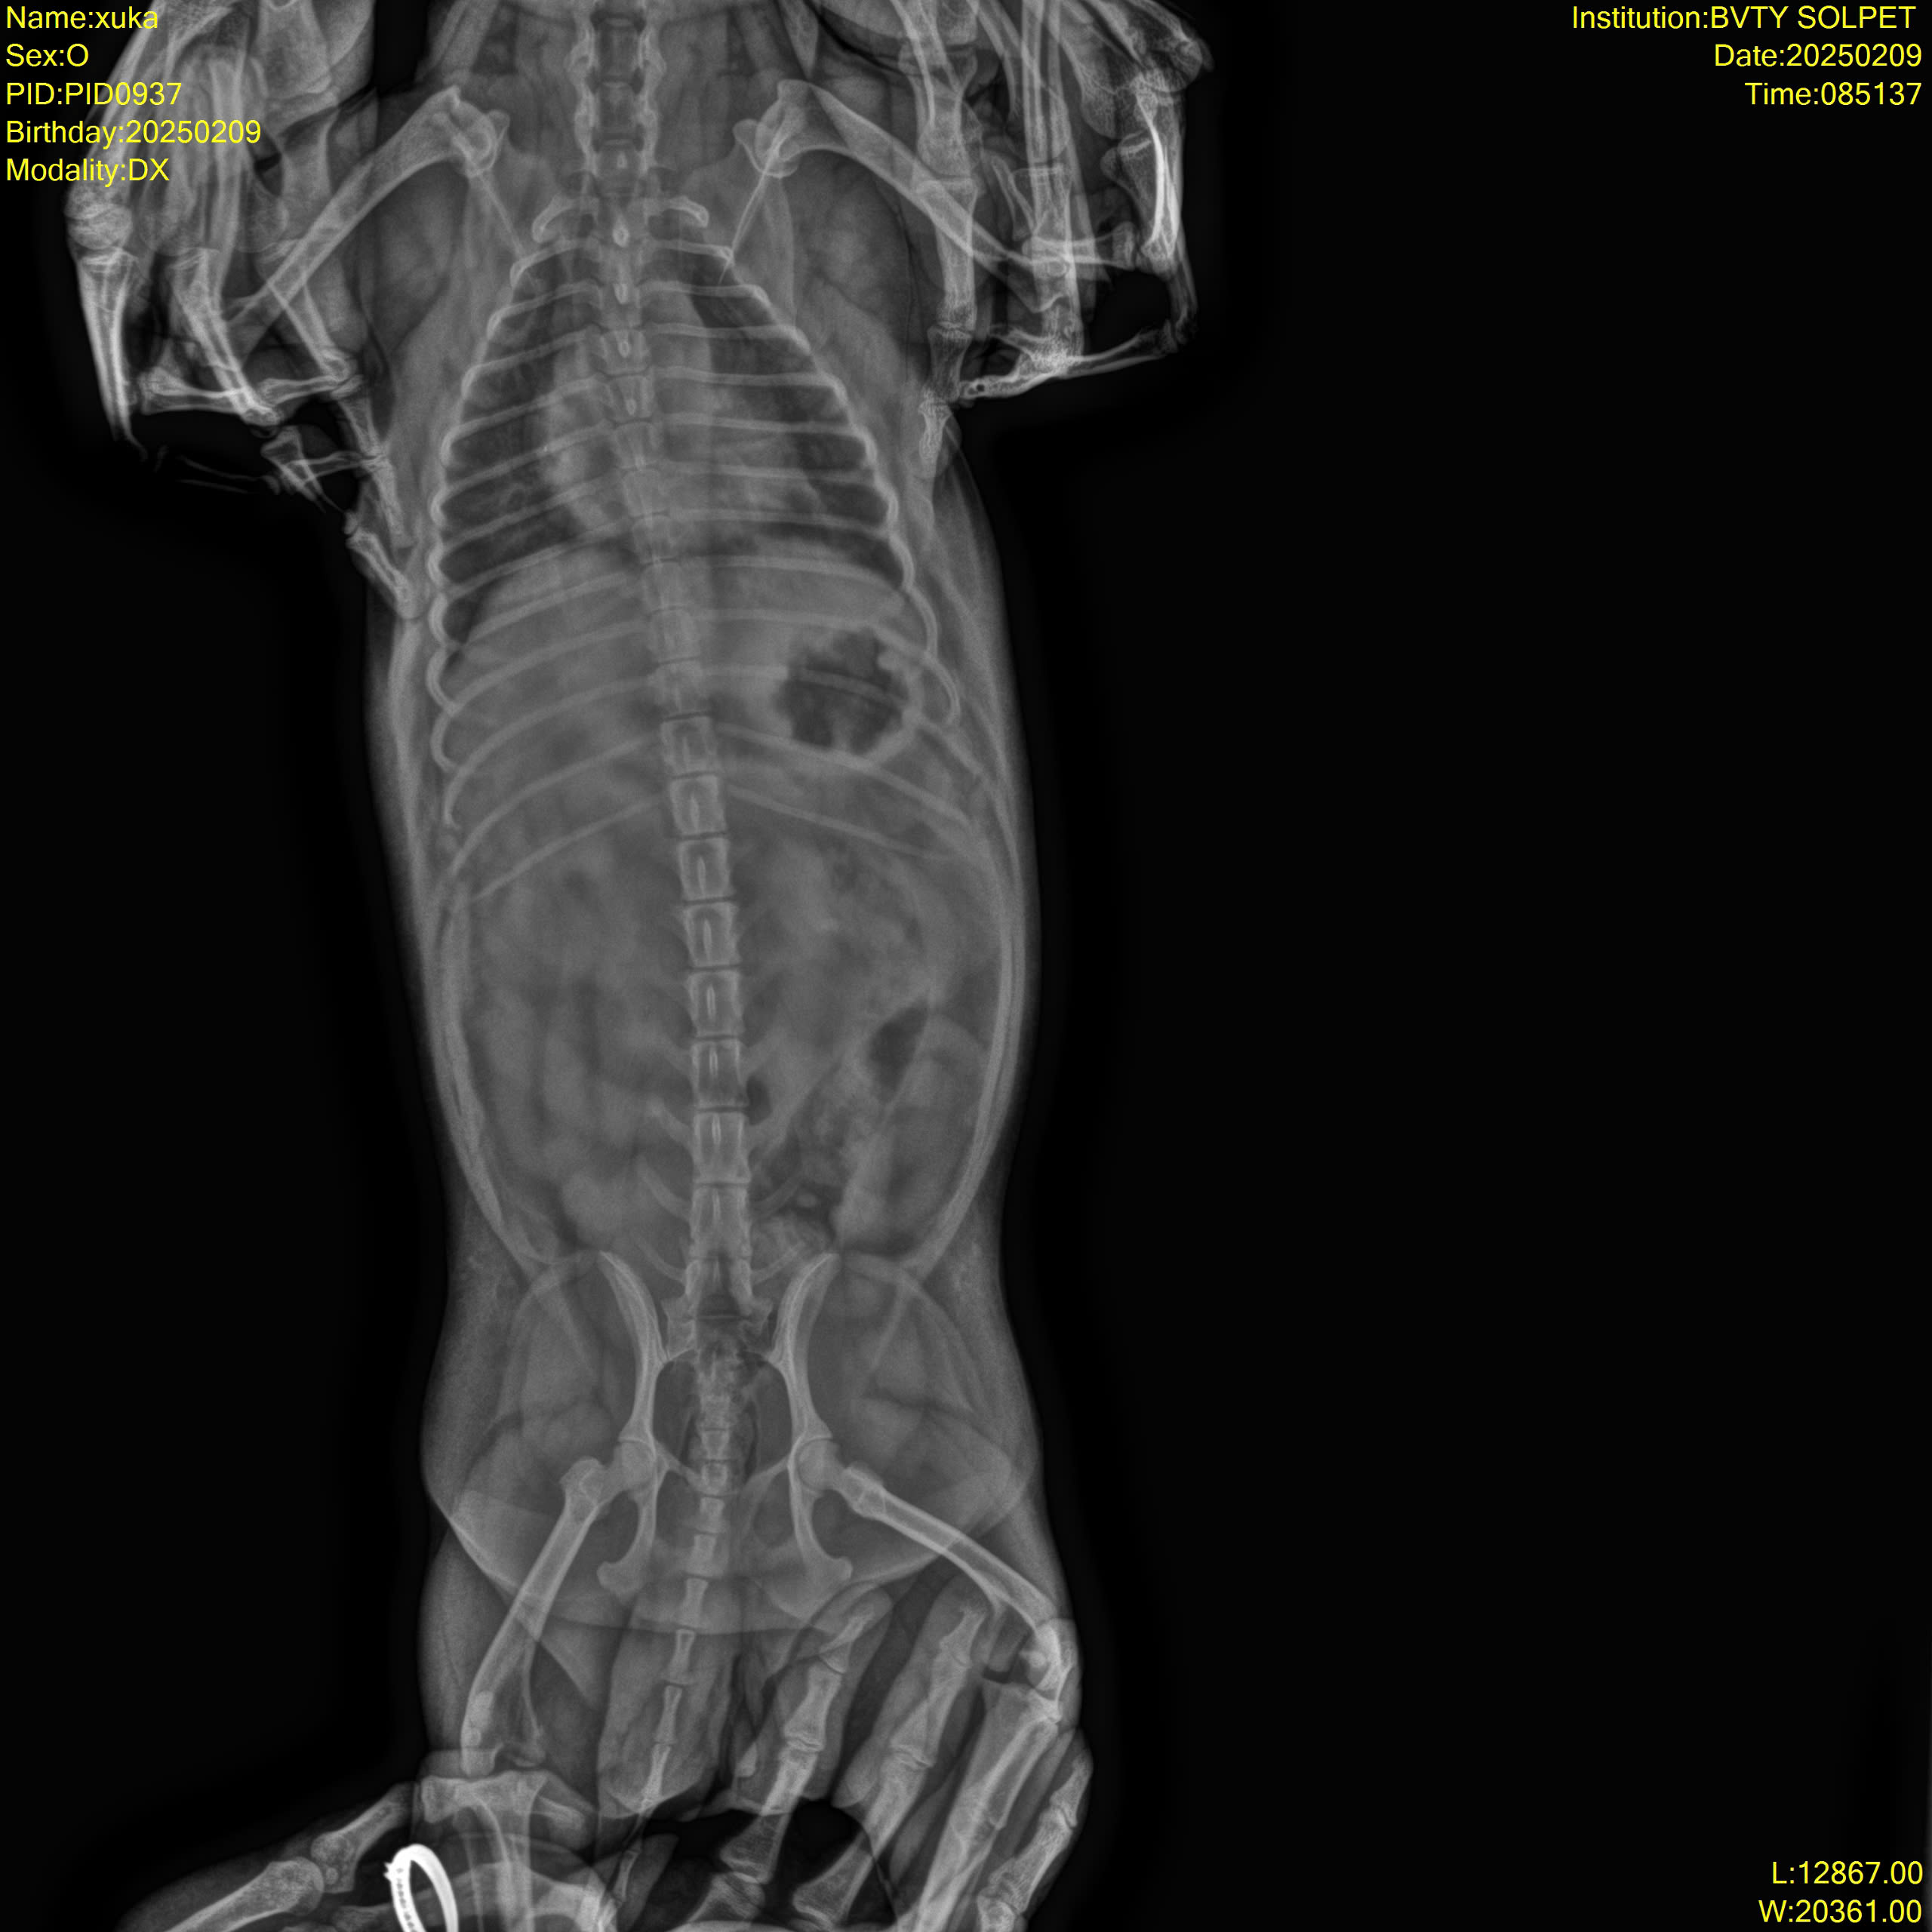 Name:xuka
Sex:O
PID:PID0937
Birthday:20250209
Modality:DX
Institution:BVTY SOLPET
Date:20250209
Time:085137
L:12867.00
W:20361.00